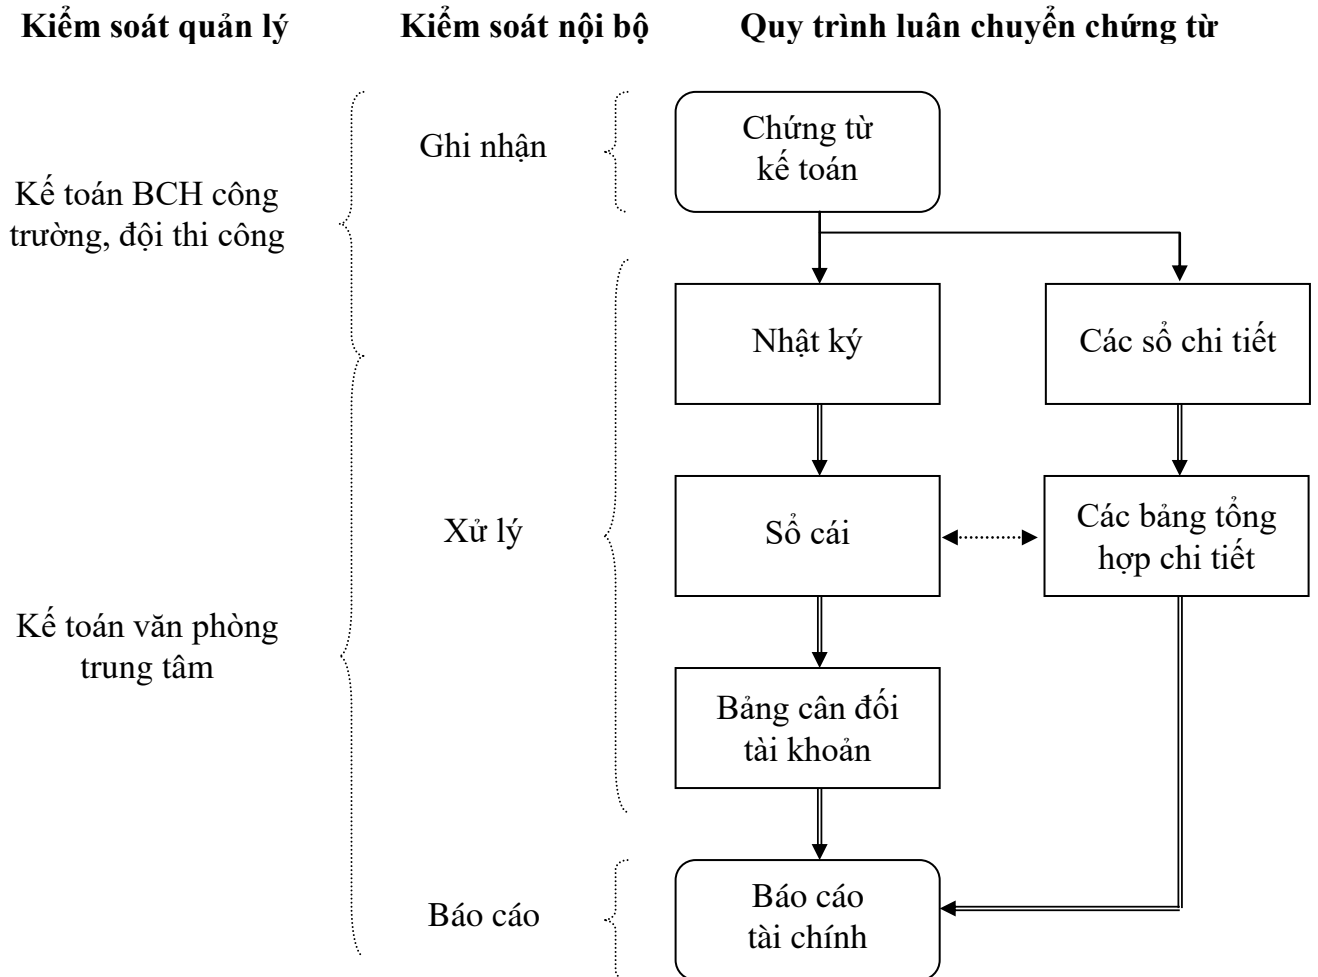 Kiểm soát quản lý
Kiểm soát nội bộ
Quy trình luân chuyển chứng từ
Chứng từ
kế toán
Ghi nhận
Kế toán BCH công
trường, đội thi công
Nhật ký
Các sổ chi tiết
Xử lý
Sổ cái
Các bảng tổng
hợp chi tiết
Kế toán văn phòng
trung tâm
Bảng cân đối
tài khoản
Báo cáo
Báo cáo
tài chính